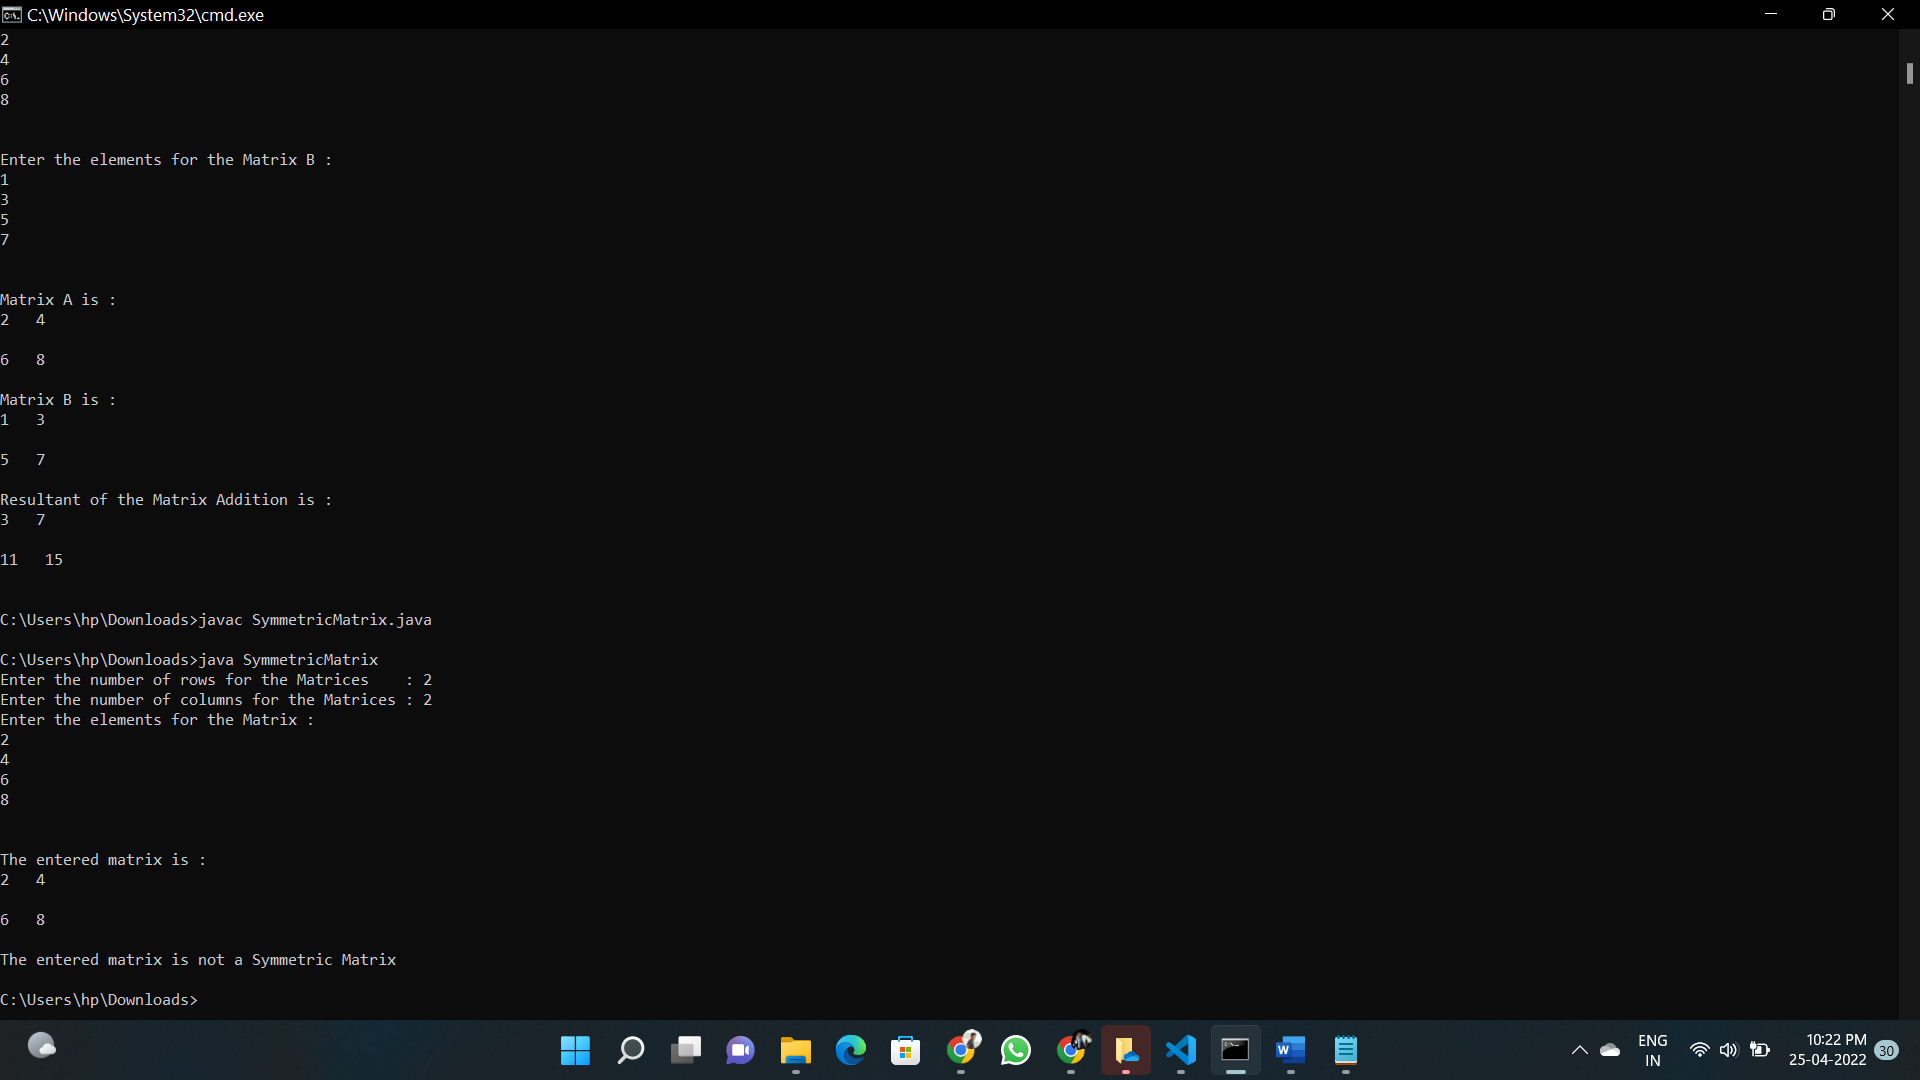 C:\Windows\System32\cmd.exe
2
4
6
8
Enter the elements for the Matrix B :
1
3
5
7
Matrix A is :
2   4
6   8
Matrix B is :
1   3
5   7
Resultant of the Matrix Addition is :
3   7
11   15
C:\Users\hp\Downloads>javac SymmetricMatrix.java
C:\Users\hp\Downloads>java SymmetricMatrix
Enter the number of rows for the Matrices    : 2
Enter the number of columns for the Matrices : 2
Enter the elements for the Matrix :
2
4
6
8
The entered matrix is :
2   4
6   8
The entered matrix is not a Symmetric Matrix
C:\Users\hp\Downloads>
ENG
IN
10:22 PM
25-04-2022
30